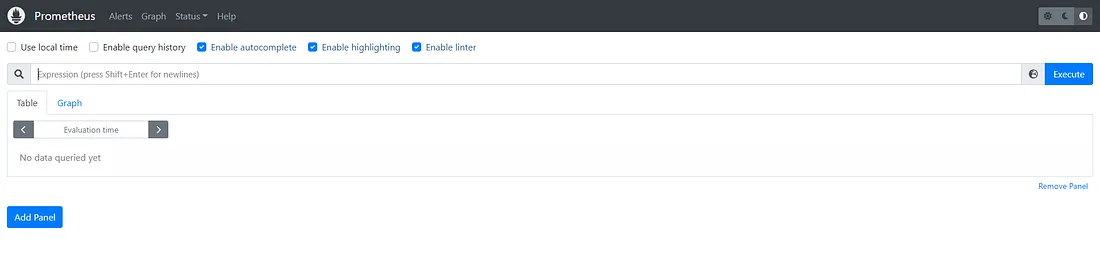 Prometheus Alerts Graph Status Help
Use local time Enable query history Enable autocomplete Enable highlighting Enable linter
Expression (press Shift+Enter for newlines) Execute
Table Graph
Evaluation time
No data queried yet
Remove Panel
Add Panel